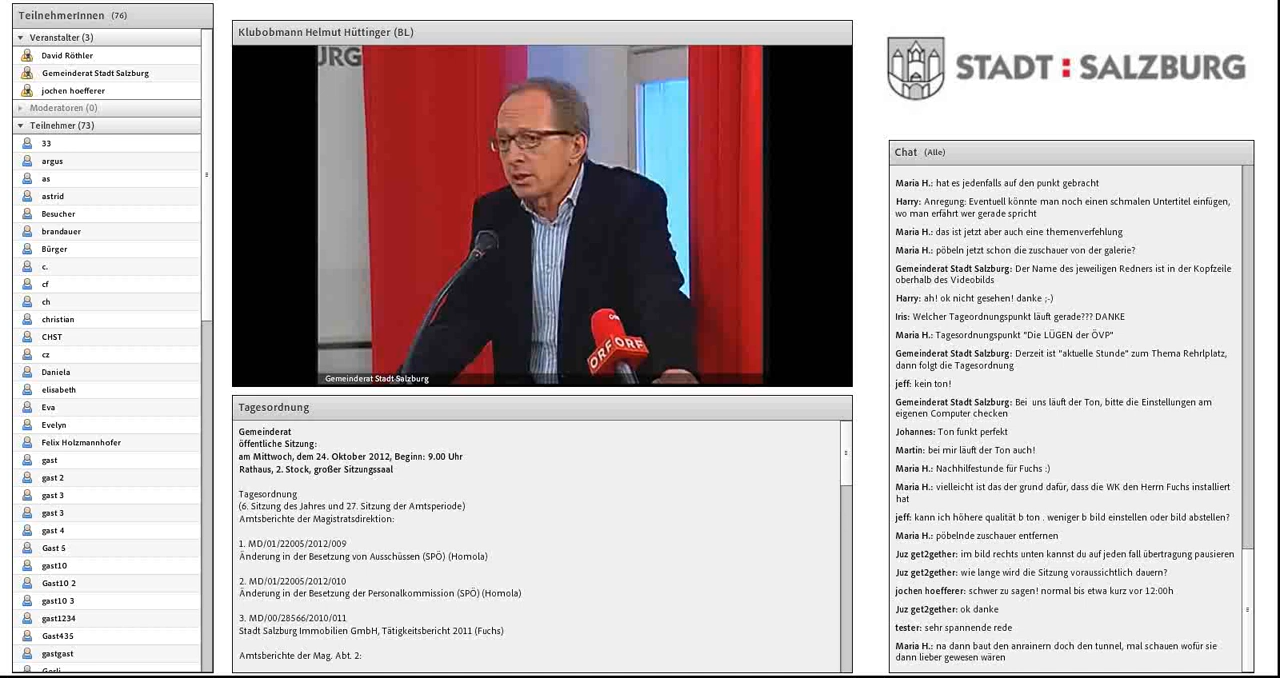 TeilnehmerInnen (76)
Veranstalter (3)
David Röthler
Gemeinderat Stadt Salzburg
jochen hoefferer
Moderatoren (0)
Teilnehmer (73)
33
argus
as
astrid
Besucher
brandauer
Bürger
c.
cf
ch
christian
CHST
cz
Daniela
elisabeth
Eva
Evelyn
Felix Holzmannhofer
gast
gast 2
gast 3
gast 3
gast 4
Gast 5
gast10
Gast10 2
gast10 3
gast1234
Gast435
gastgast
Klubobmann Helmut Hüttinger (BL)
URG
ORF ORF
Gemeinderat Stadt Salzburg
Tagesordnung
Gemeinderat
öffentliche Sitzung:
am Mittwoch, dem 24. Oktober 2012, Beginn: 9.00 Uhr
Rathaus, 2. Stock, großer Sitzungssaal
Tagesordnung
(6. Sitzung des Jahres und 27. Sitzung der Amtsperiode)
Amtsberichte der Magistratsdirektion:
1. MD/01/22005/2012/009
Änderung in der Besetzung von Ausschüssen (SPÖ) (Homola)
2. MD/01/22005/2012/010
Änderung in der Besetzung der Personalkommission (SPÖ) (Homola)
3. MD/00/28566/2010/011
Stadt Salzburg Immobilien GmbH, Tätigkeitsbericht 2011 (Fuchs)
Amtsberichte der Mag. Abt. 2:
STADT : SALZBURG
Chat (Alle)
Maria H.: hat es jedenfalls auf den punkt gebracht
Harry: Anregung: Eventuell könnte man noch einen schmalen Untertitel einfügen,
wo man erfährt wer gerade spricht
Maria H.: das ist jetzt aber auch eine themenverfehlung
Maria H.: pöbeln jetzt schon die zuschauer von der galerie?
Gemeinderat Stadt Salzburg: Der Name des jeweiligen Redners ist in der Kopfzeile
oberhalb des Videobilds
Harry: ah! ok nicht gesehen! danke ;-)
Iris: Welcher Tageordnungspunkt läuft gerade??? DANKE
Maria H.: Tagesordnungspunkt "Die LÜGEN der ÖVP"
Gemeinderat Stadt Salzburg: Derzeit ist "aktuelle Stunde" zum Thema Rehrlplatz,
dann folgt die Tagesordnung
jeff: kein ton!
Gemeinderat Stadt Salzburg: Bei uns läuft der Ton, bitte die Einstellungen am
eigenen Computer checken
Johannes: Ton funkt perfekt
Martin: bei mir läuft der Ton auch!
Maria H.: Nachhilfestunde für Fuchs :)
Maria H.: vielleicht ist das der grund dafür, dass die WK den Herrn Fuchs installiert
hat
jeff: kann ich höhere qualität b ton . weniger b bild einstellen oder bild abstellen?
Maria H.: pöbelnde zuschauer entfernen
Juz get2gether: im bild rechts unten kannst du auf jeden fall übertragung pausieren
Juz get2gether: wie lange wird die Sitzung voraussichtlich dauern?
jochen hoefferer: schwer zu sagen! normal bis etwa kurz vor 12:00h
Juz get2gether: ok danke
tester: sehr spannende rede
Maria H.: na dann baut den anrainern doch den tunnel, mal schauen wofür sie
dann lieber gewesen wären